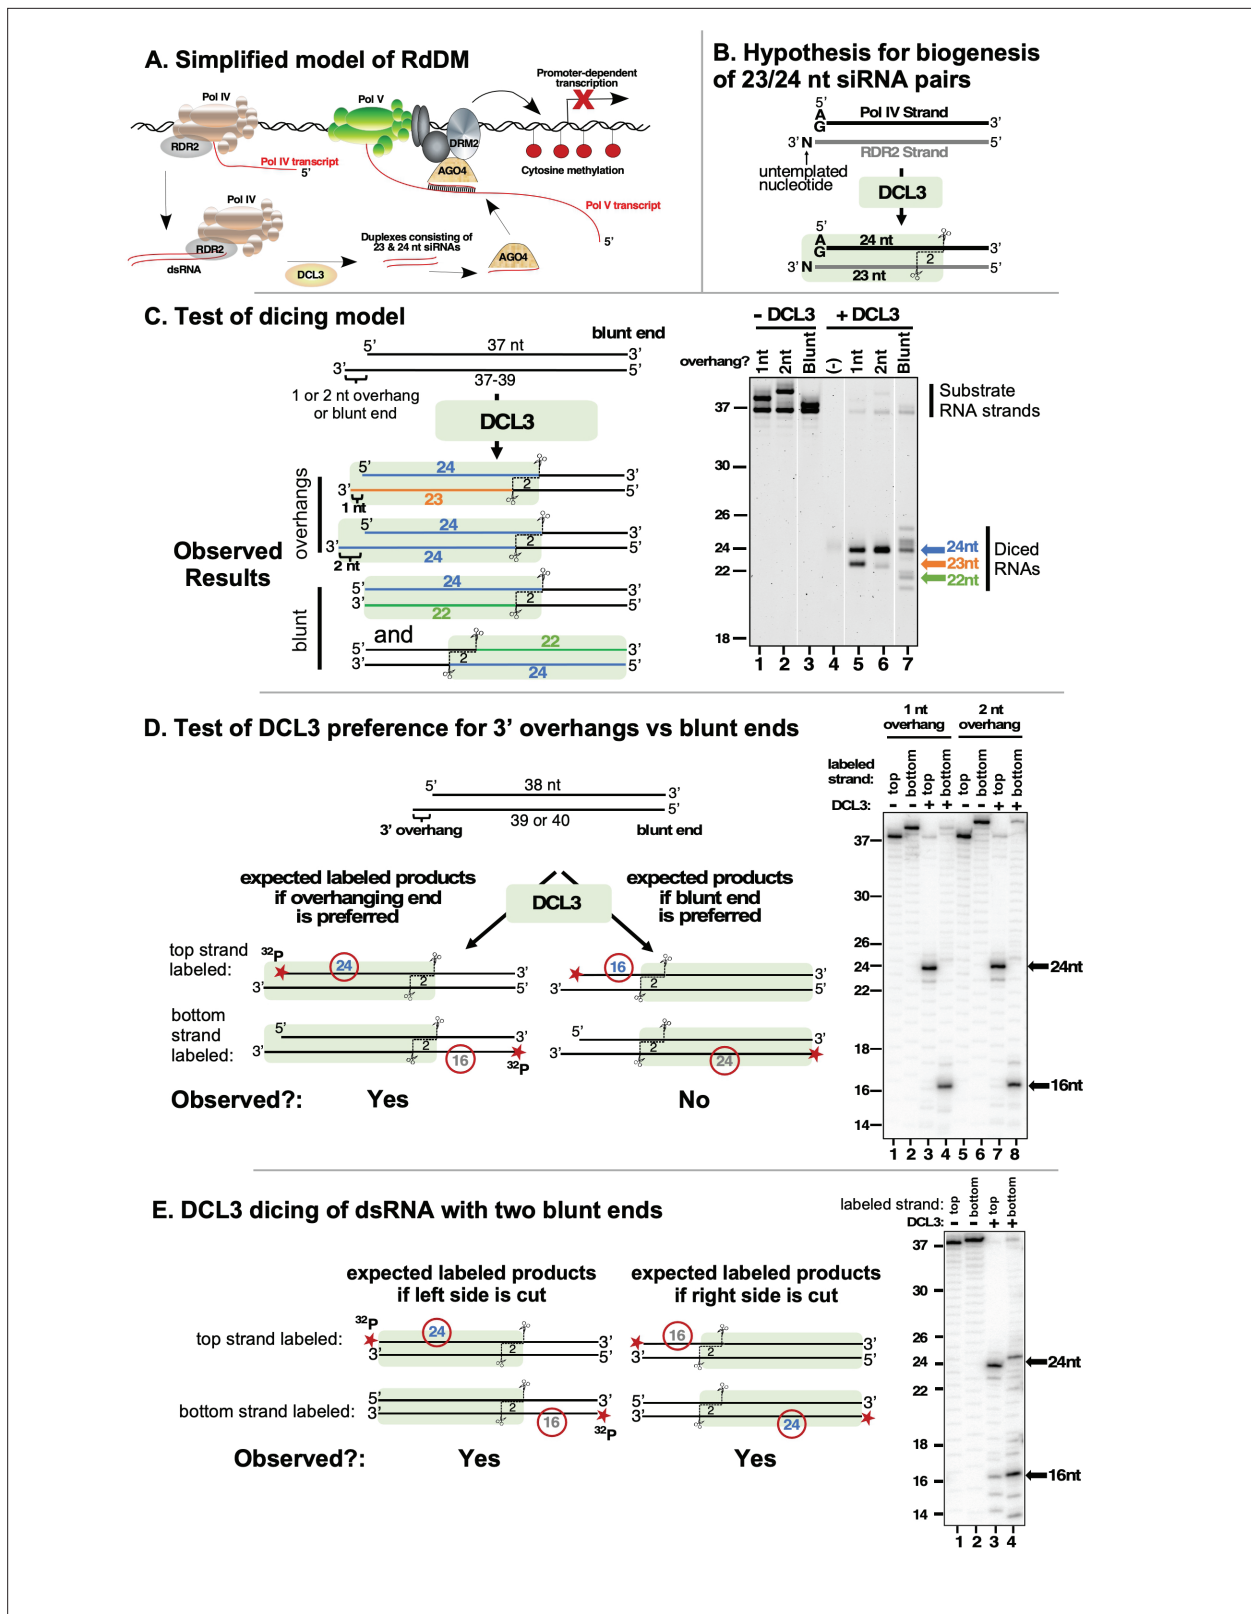 A. Simplified model of RdDM
Pol IV
Pol V
Promoter-dependent
transcription
X
RDR2
DRM2
Pol IV transcript
5’
AGO4
Cytosine methylation
Pol IV
Pol V transcript
RDR2
dsRNA
Duplexes consisting of
23 & 24 nt siRNAs
5’
DCL3
AGO4
B. Hypothesis for biogenesis
of 23/24 nt siRNA pairs
5’
A
G
Pol IV Strand
3’
3’ N
5’
RDR2 Strand
untemplated
nucleotide
DCL3
5’
A
G
24 nt
3’
2
3’ N
5’
23 nt
C. Test of dicing model
blunt end
5’
37 nt
3’
3’
5’
37-39
1 or 2 nt overhang
or blunt end
DCL3
overhangs
5’
24
3’
3’
2
5’
1 nt
23
5’
24
3’
3’
2
5’
2 nt
24
Observed
Results
blunt
5’
24
3’
3’
2
5’
22
and
5’
22
3’
3’
2
5’
24
- DCL3
+ DCL3
overhang?
1nt
2nt
Blunt
(-)
1nt
2nt
Blunt
37
30
26
24
22
18
Substrate
RNA strands
24nt
23nt
22nt
Diced
RNAs
1 2 3 4 5 6 7
D. Test of DCL3 preference for 3’ overhangs vs blunt ends
5’
38 nt
3’
5’
3’ overhang
39 or 40
blunt end
expected labeled products
if overhanging end
is preferred
DCL3
expected products
if blunt end
is preferred
top strand
labeled:
32P
24
3’
3’
2
5’
16
3’
3’
2
5’
bottom
strand
labeled:
5’
3’
3’
2
16
32P
5’
3’
3’
2
24
Observed?:
Yes
No
1 nt
overhang
2 nt
overhang
labeled
strand:
top
bottom
top
bottom
top
bottom
top
bottom
DCL3:
- - + + - - + +
37
30
26
24
22
18
16
14
24nt
16nt
1 2 3 4 5 6 7 8
E. DCL3 dicing of dsRNA with two blunt ends
expected labeled products
if left side is cut
expected labeled products
if right side is cut
top strand labeled:
32P
24
3’
3’
2
5’
16
3’
3’
2
5’
bottom strand labeled:
5’
3’
3’
2
16
32P
5’
3’
3’
2
24
Observed?:
Yes
Yes
labeled strand:
top
bottom
top
bottom
DCL3:
- - + +
37
30
26
24
22
18
16
14
24nt
16nt
1 2 3 4